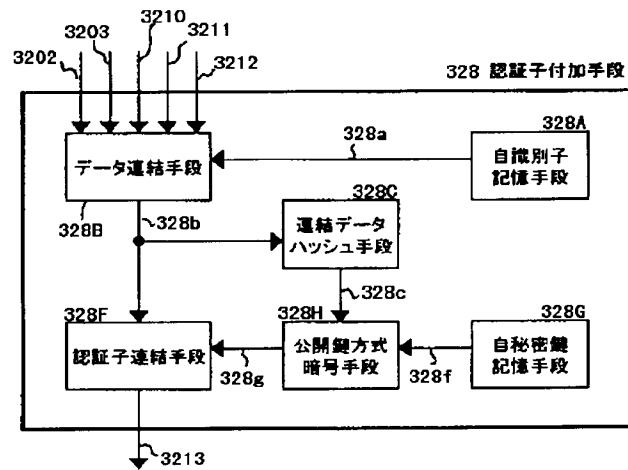 3210
3203
3211
3202
3212
328 認証子付加手段
328a
328A
データ連結手段
自識別子
記憶手段
328B
328b
328C
連結データ
ハッシュ手段
328c
328F
328H
328G
認証子連結手段
公開鍵方式
暗号手段
自秘密鍵
記憶手段
328g
328f
3213